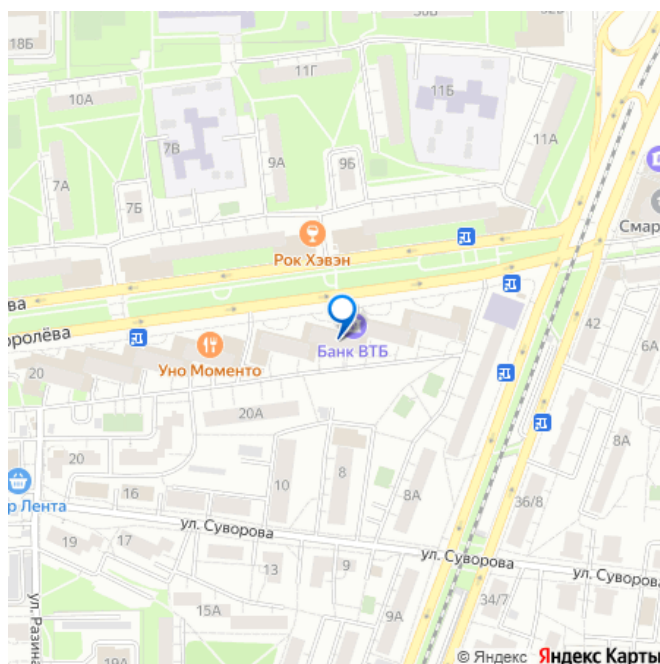 18Б
10А
11Г
11Б
7В
9А
9Б
11А
7А
7Б
Смар
Рок Хэвэн
ва
оролёва
42
Банк ВТБ
6А
Уно Моменто
20
20А
8А
20
10
8
8А
16
36/8
р Лента
ул. Суворова
19
17
ул. Суворова
13
9
ул. Суворова
ул. Разина
15А
34/7
9А
19А
© Яндекс Яндекс Карты